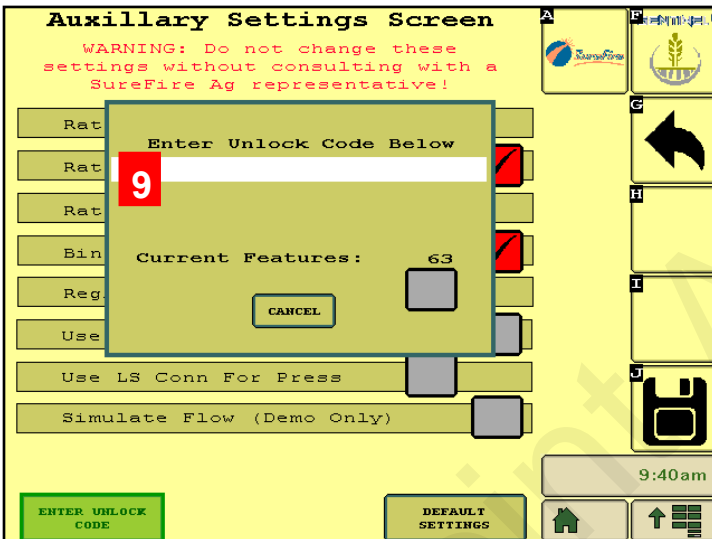 Auxillary Settings Screen
WARNING: Do not change these
settings without consulting with a
SureFire Ag representative!
Rat
Enter Unlock Code Below
Rat
9
Rat
Bin
Current Features: 63
Reg
CANCEL
Use
Use LS Conn For Press
Simulate Flow (Demo Only)
ENTER UNLOCK
CODE
DEFAULT
SETTINGS
A
SureFire
F
G
H
I
J
9:40am